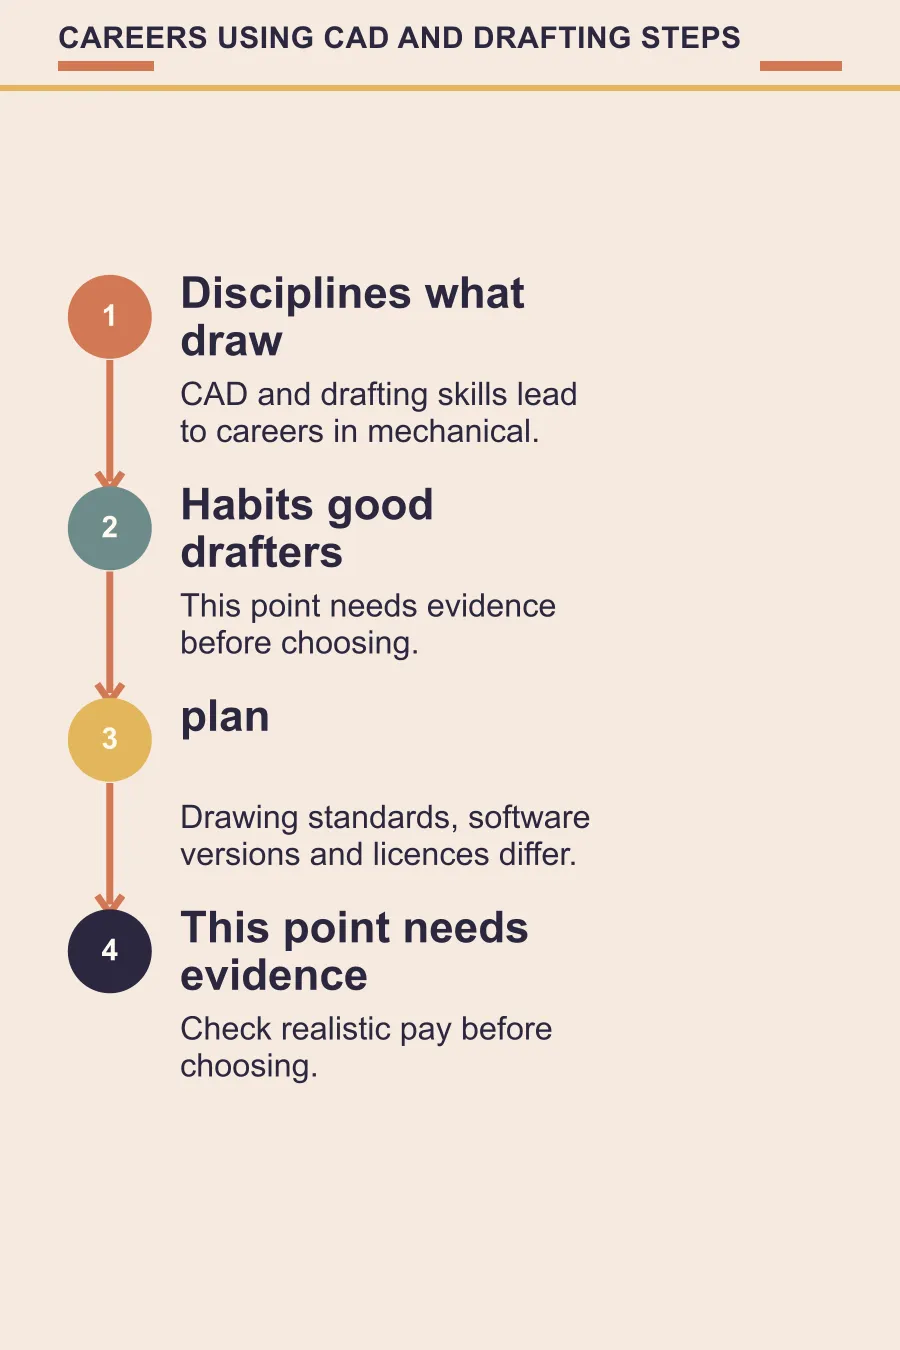 CAREERS USING CAD AND DRAFTING STEPS
1
Disciplines what
draw
CAD and drafting skills lead
to careers in mechanical.
2
Habits good
drafters
This point needs evidence
before choosing.
3
plan
Drawing standards, software
versions and licences differ.
4
This point needs
evidence
Check realistic pay before
choosing.